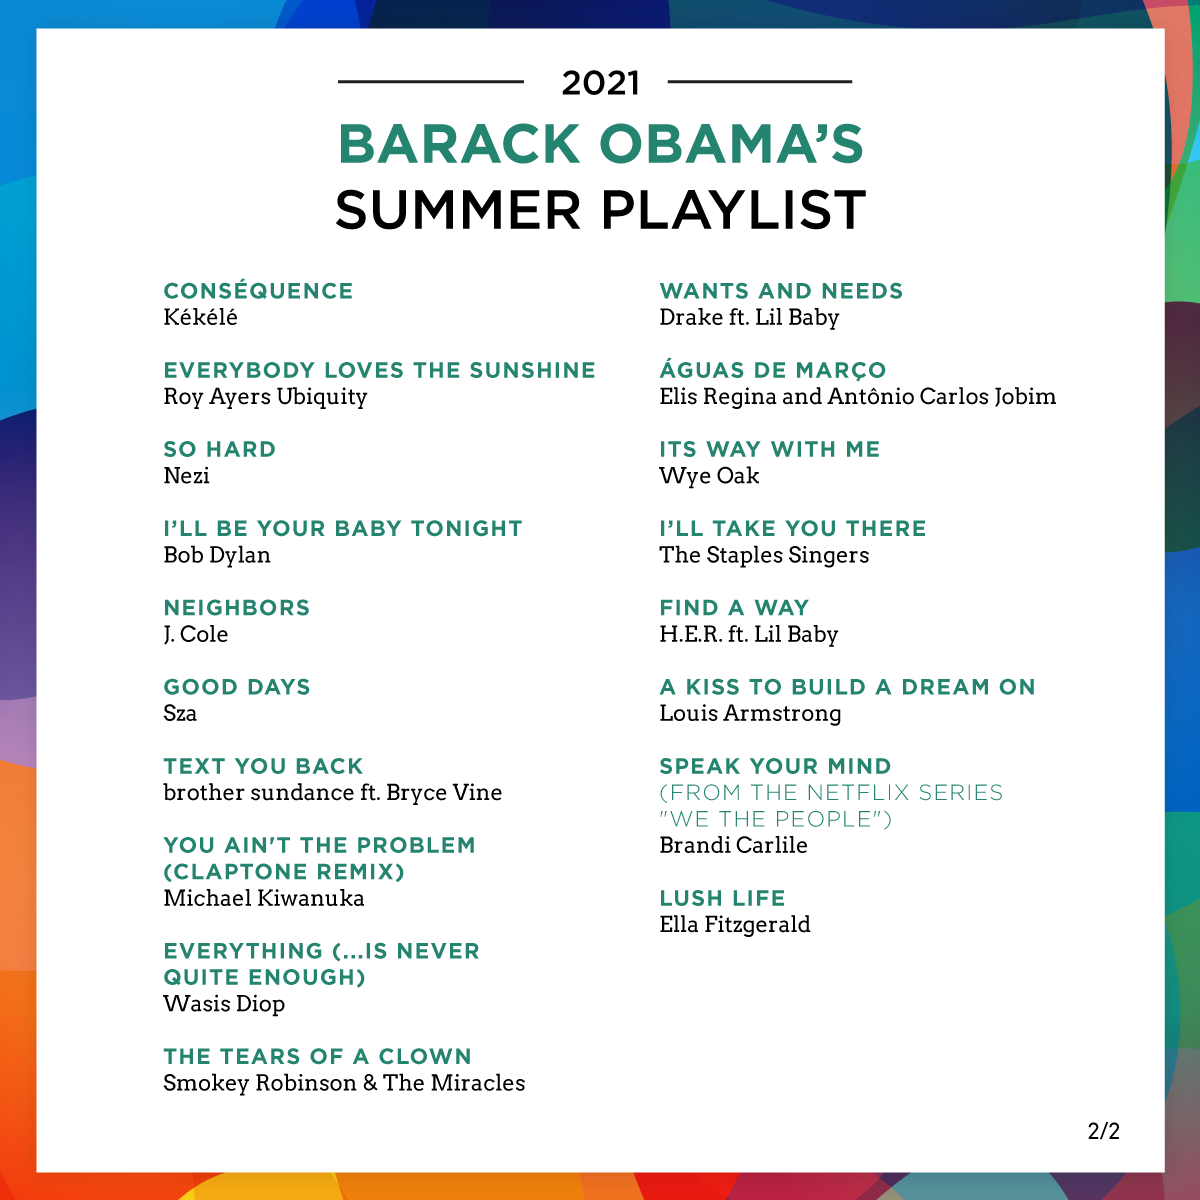 2021
BARACK OBAMA’S
SUMMER PLAYLIST
CONSÉQUENCE
Kékélé
EVERYBODY LOVES THE SUNSHINE
Roy Ayers Ubiquity
SO HARD
Nezi
I’LL BE YOUR BABY TONIGHT
Bob Dylan
NEIGHBORS
J. Cole
GOOD DAYS
Sza
TEXT YOU BACK
brother sundance ft. Bryce Vine
YOU AIN'T THE PROBLEM
(CLAPTONE REMIX)
Michael Kiwanuka
EVERYTHING (...IS NEVER
QUITE ENOUGH)
Wasis Diop
THE TEARS OF A CLOWN
Smokey Robinson & The Miracles
WANTS AND NEEDS
Drake ft. Lil Baby
ÁGUAS DE MARÇO
Elis Regina and Antônio Carlos Jobim
ITS WAY WITH ME
Wye Oak
I’LL TAKE YOU THERE
The Staples Singers
FIND A WAY
H.E.R. ft. Lil Baby
A KISS TO BUILD A DREAM ON
Louis Armstrong
SPEAK YOUR MIND
(FROM THE NETFLIX SERIES
"WE THE PEOPLE")
Brandi Carlile
LUSH LIFE
Ella Fitzgerald
2/2